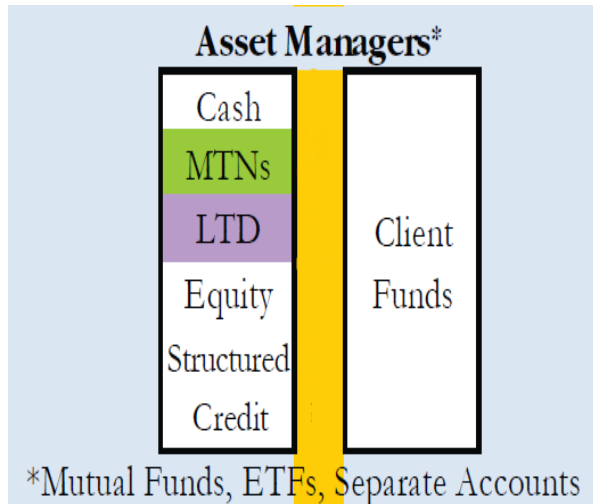 Asset Managers*
Cash
MTNs
LTD
Equity
Structured
Credit
Client
Funds
*Mutual Funds, ETFs, Separate Accounts